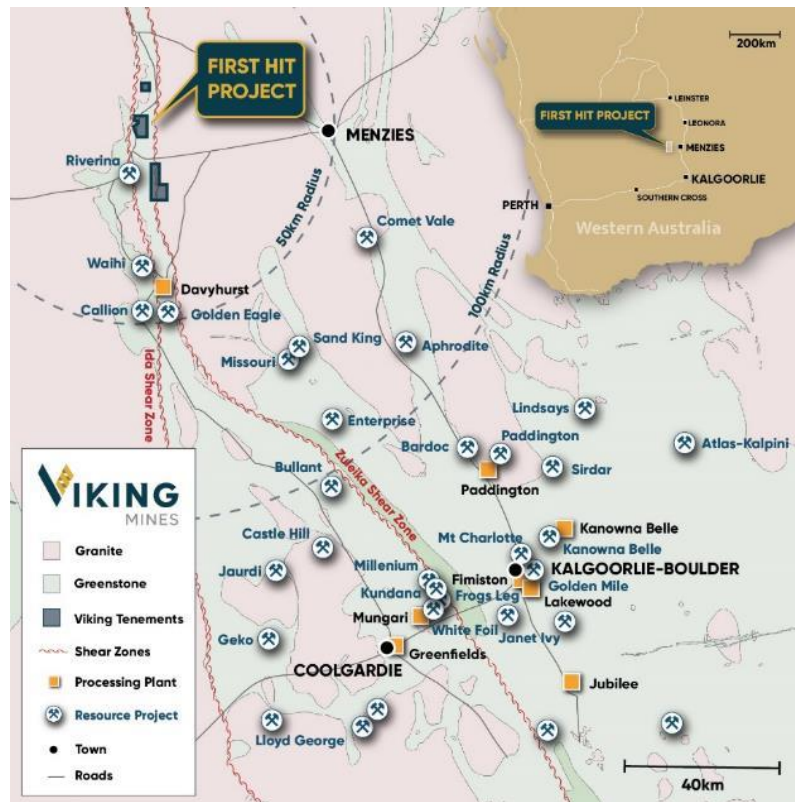 FIRST HIT
PROJECT
MENZIES
Riverina
50km Radius
Comet Vale
100km Radius
Waihi
Davyhurst
Callion
Golden Eagle
Ida Shear Zone
Sand King
Missouri
Aphrodite
Enterprise
Lindsays
Bardoc
Paddington
Atlas-Kalpini
Sirdar
Paddington
Bullant
Zuleika Shear Zone
Castle Hill
Kanowna Belle
Mt Charlotte
Kanowna Belle
Jaurdi
Millenium
Fimiston
KALGOORLIE-BOULDER
Kundana
Frogs Leg
Golden Mile
Lakewood
Mungari
White Foil
Janet Ivy
Geko
Greenfields
COOLGARDIE
Jubilee
Lloyd George
40km
200km
LEINSTER
FIRST HIT PROJECT
LEONORA
MENZIES
KALGOORLIE
PERTH
SOUTHERN CROSS
Western Australia
VIKING
MINES
Granite
Greenstone
Viking Tenements
Shear Zones
Processing Plant
Resource Project
Town
Roads